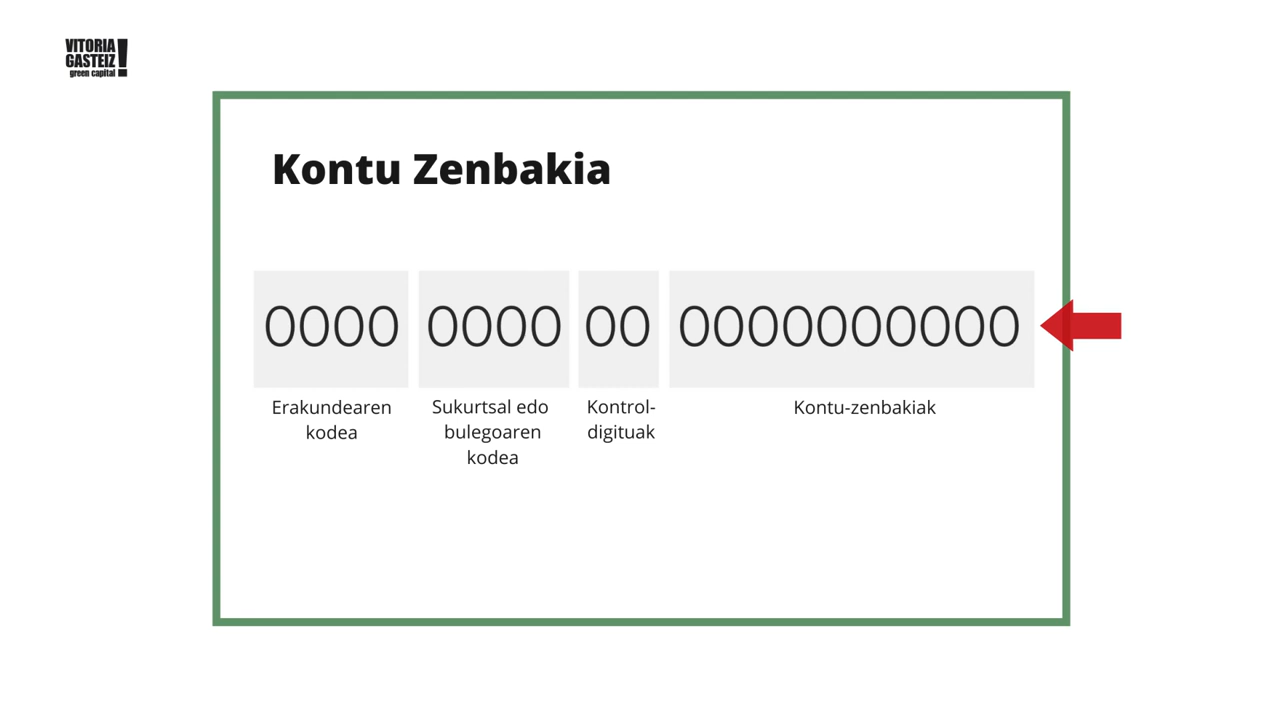 VITORIA
GASTEIZ!
green capital
Kontu Zenbakia
0000 0000 00 0000000000
Erakundearen
kodea
Sukurtsal edo
bulegoaren
kodea
Kontrol-
digituak
Kontu-zenbakiak